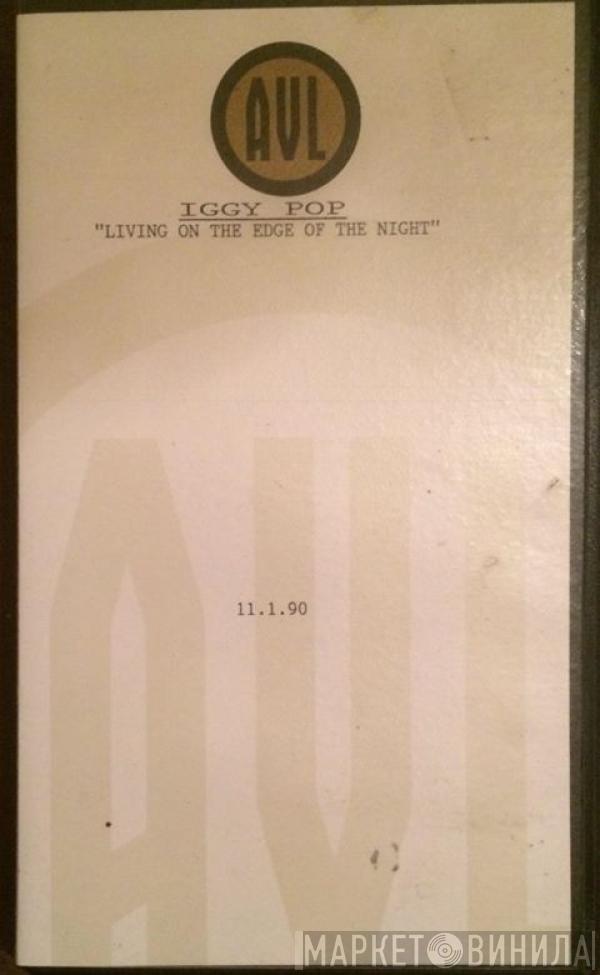 AVL
IGGY POP
"LIVING ON THE EDGE OF THE NIGHT"
11.1.90
AVL
МАРКЕТ ВИНИЛА